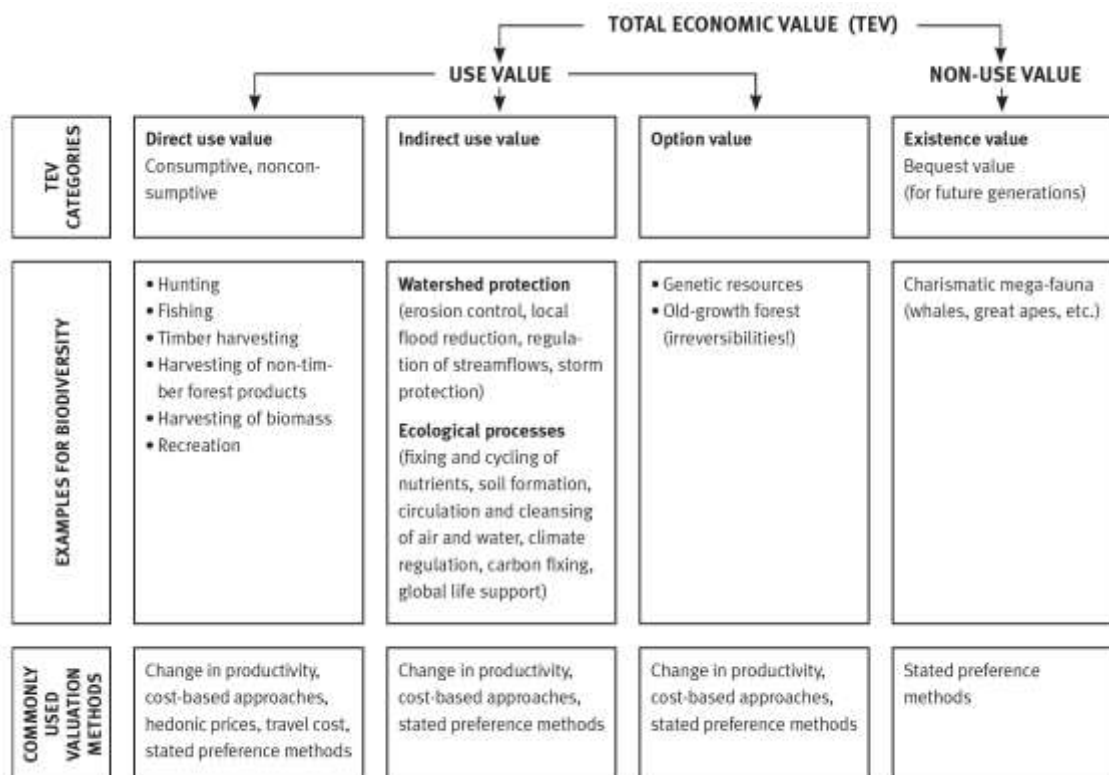 TOTAL ECONOMIC VALUE (TEV)
USE VALUE
NON-USE VALUE
TEV
CATEGORIES
Direct use value
Consumptive, noncon-
sumptive
Indirect use value
Option value
Existence value
Bequest value
(for future generations)
EXAMPLES FOR BIODIVERSITY
• Hunting
• Fishing
• Timber harvesting
• Harvesting of non-tim-
ber forest products
• Harvesting of biomass
• Recreation
Watershed protection
(erosion control, local
flood reduction, regula-
tion of streamflows, storm
protection)
Ecological processes
(fixing and cycling of
nutrients, soil formation,
circulation and cleansing
of air and water, climate
regulation, carbon fixing,
global life support)
• Genetic resources
• Old-growth forest
(irreversibilities!)
Charismatic mega-fauna
(whales, great apes, etc.)
COMMONLY
USED
VALUATION
METHODS
Change in productivity,
cost-based approaches,
hedonic prices, travel cost,
stated preference methods
Change in productivity,
cost-based approaches,
stated preference methods
Change in productivity,
cost-based approaches,
stated preference methods
Stated preference
methods